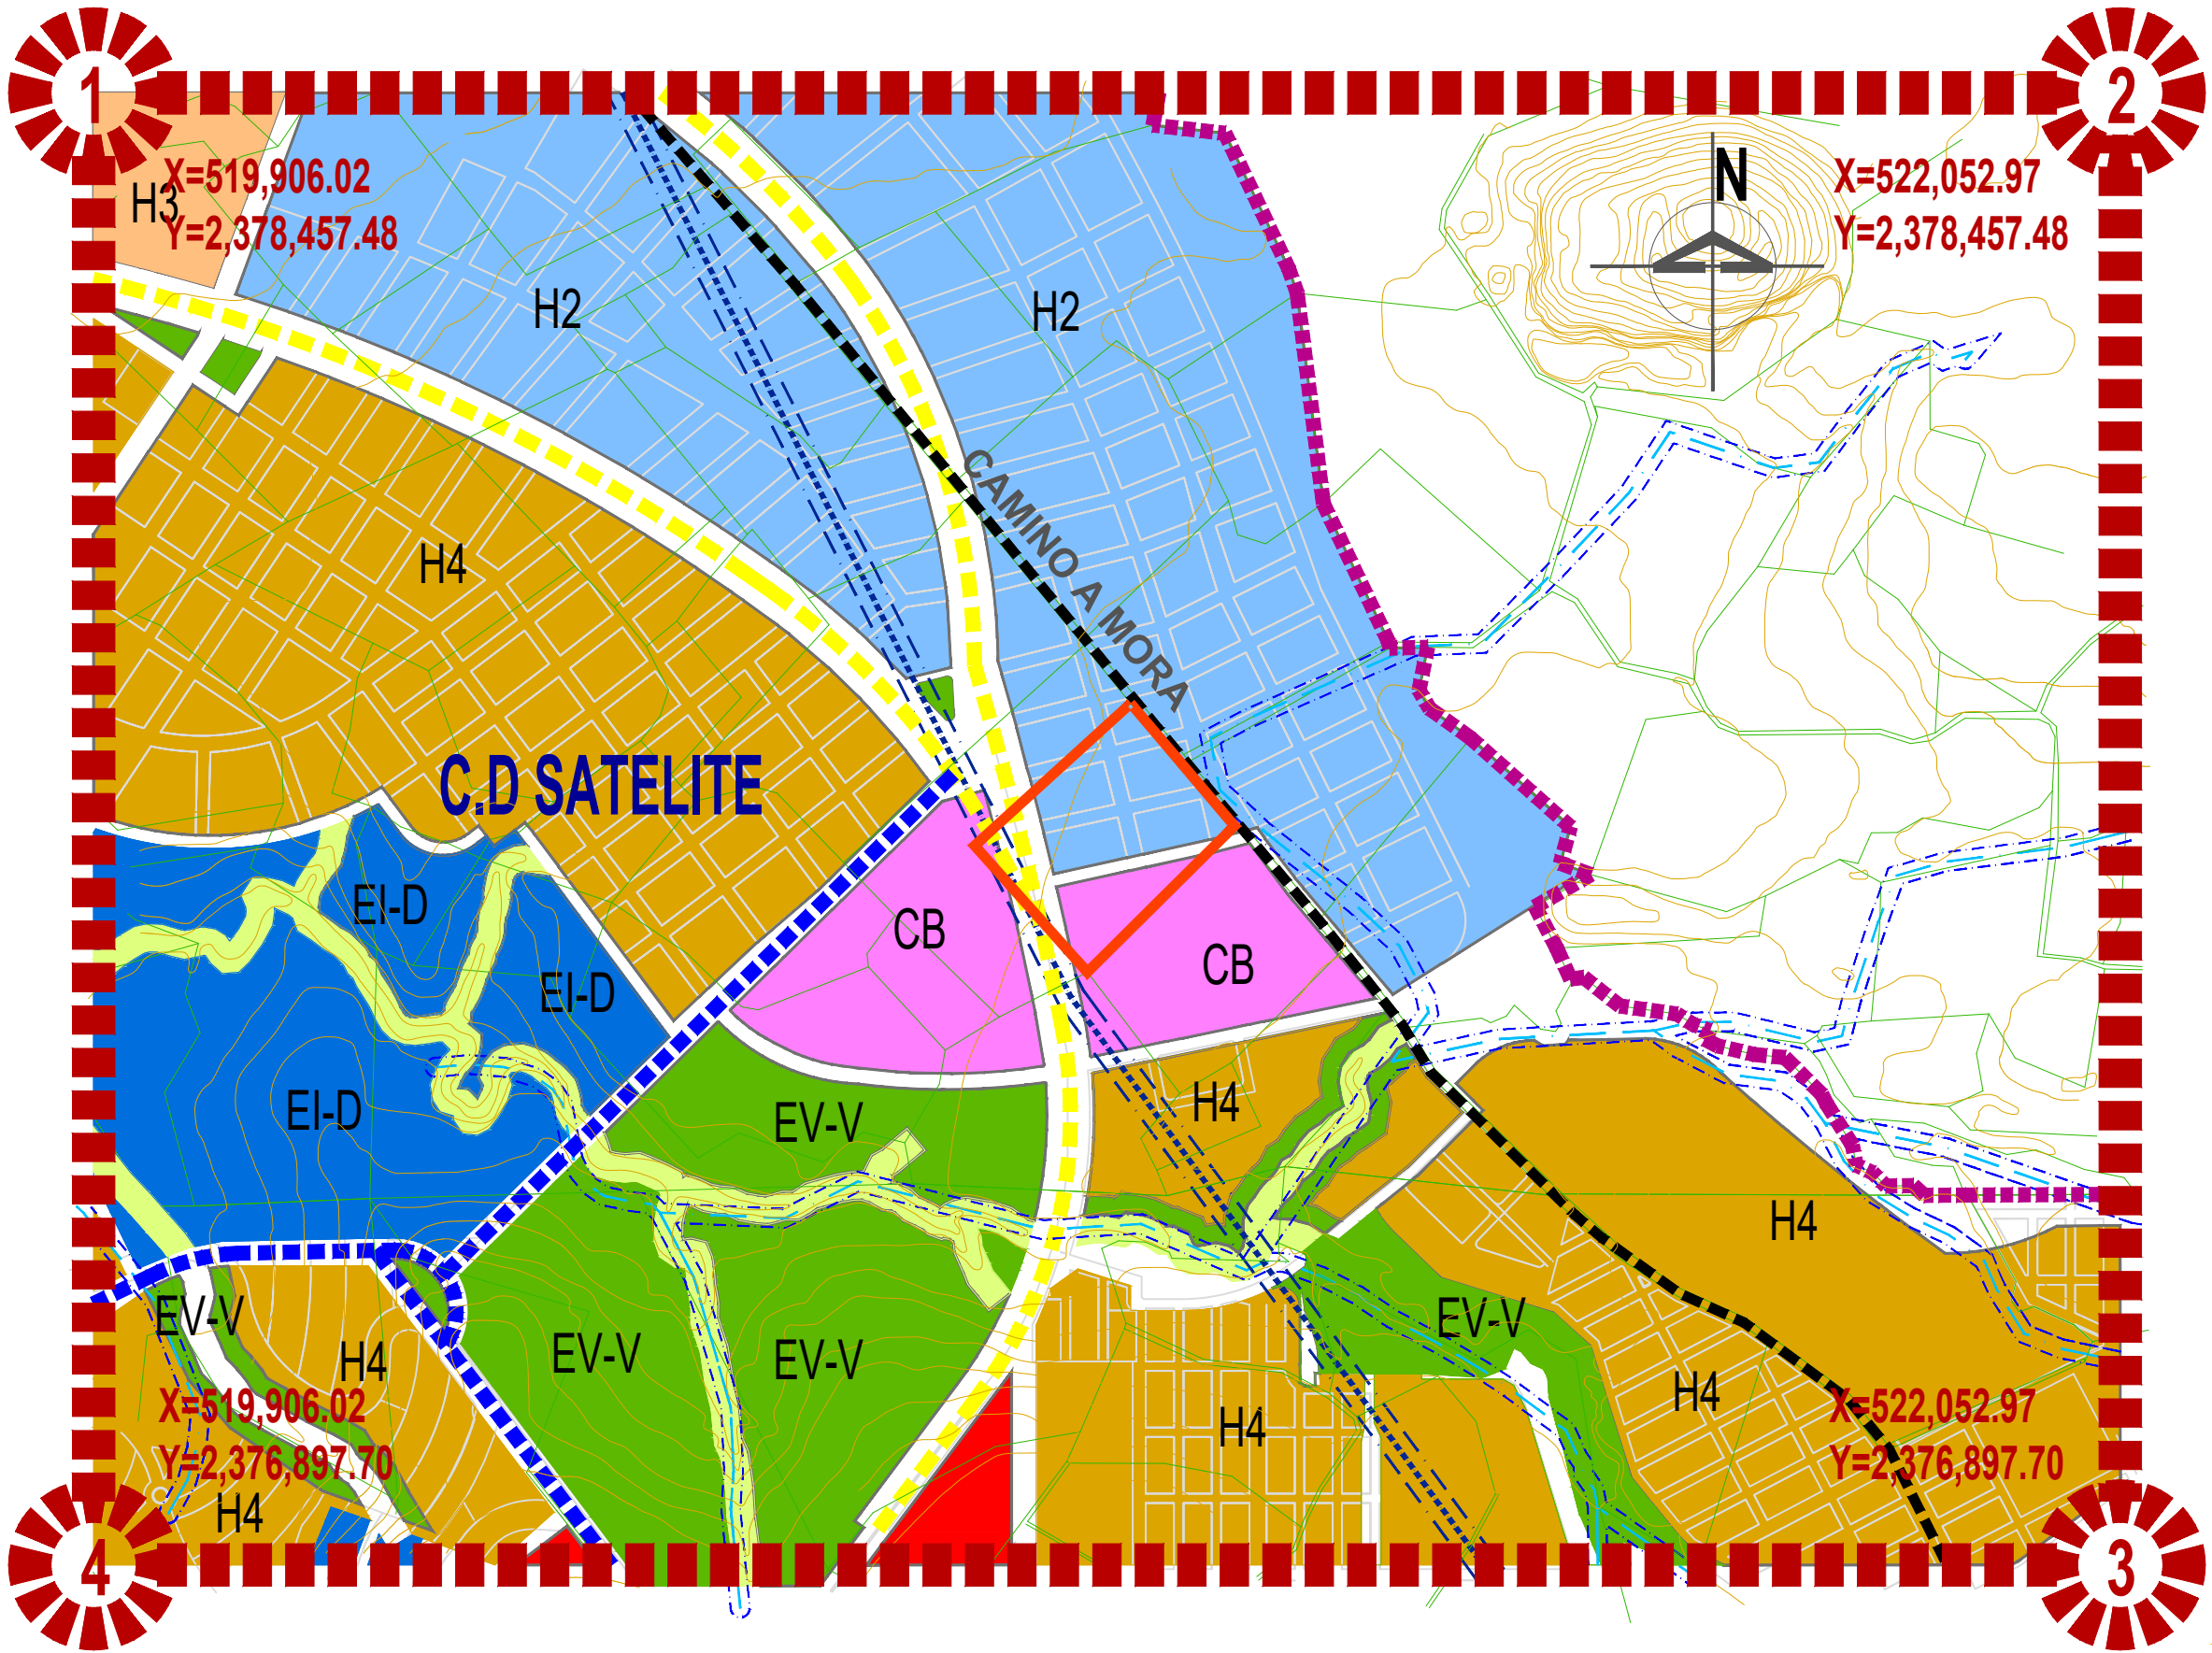 1
2
X=519,906.02
Y=2,378,457.48
H3
N
X=522,052.97
Y=2,378,457.48
H2
H2
CAMINO A MORA
H4
C.D SATELITE
EI-D
CB
CB
EI-D
EI-D
EV-V
H4
H4
EV-V
H4
EV-V
EV-V
EV-V
H4
H4
X=519,906.02
Y=2,376,897.70
X=522,052.97
Y=2,376,897.70
H4
4
3